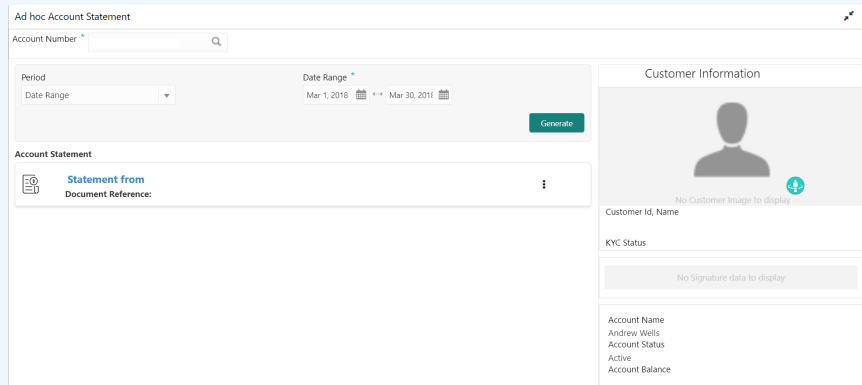 Ad hoc Account Statement
Account Number *
Period
Date Range *
Date Range
Mar 1, 2018
Mar 30, 2018
Generate
Account Statement
Statement from
Document Reference:
Customer Information
No Customer Image to display
Customer Id, Name
KYC Status
No Signature data to display
Account Name
Andrew Wells
Account Status
Active
Account Balance